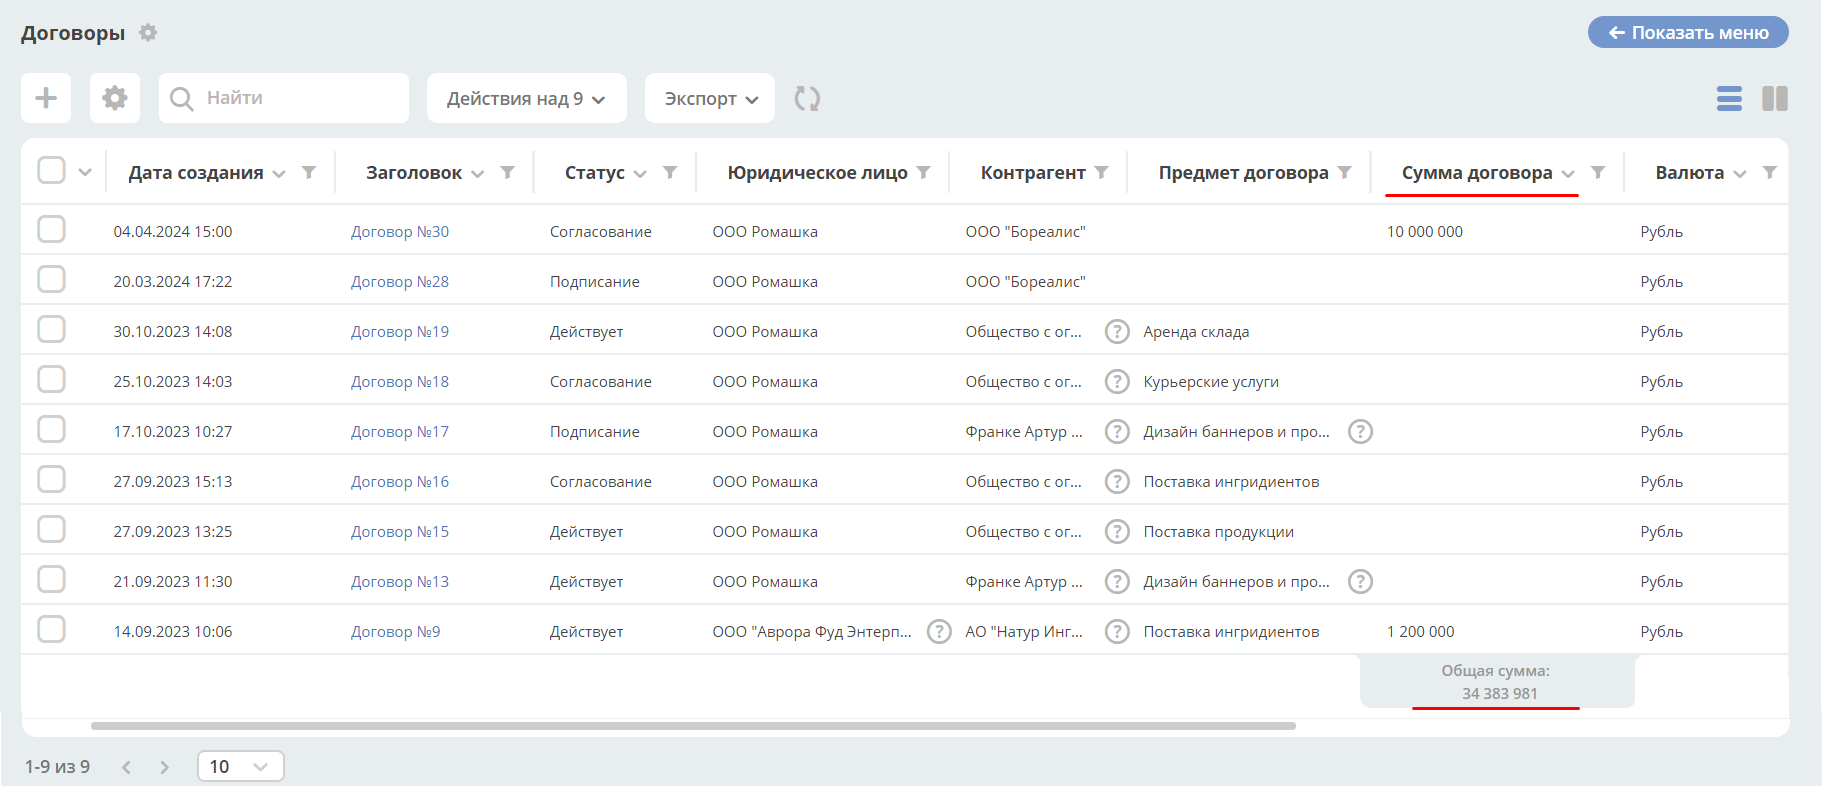 Договоры
Показать меню
Найти
Действия над 9
Экспорт
Дата создания Заголовок Статус Юридическое лицо Контрагент Предмет договора Сумма договора Валюта
04.04.2024 15:00 Договор №30 Согласование ООО Ромашка ООО "Бореалис" 10 000 000 Рубль
20.03.2024 17:22 Договор №28 Подписание ООО Ромашка ООО "Бореалис" Рубль
30.10.2023 14:08 Договор №19 Действует ООО Ромашка Общество с ог... ? Аренда склада Рубль
25.10.2023 14:03 Договор №18 Согласование ООО Ромашка Общество с ог... ? Курьерские услуги Рубль
17.10.2023 10:27 Договор №17 Подписание ООО Ромашка Франке Артур ... ? Дизайн баннеров и про... ? Рубль
27.09.2023 15:13 Договор №16 Согласование ООО Ромашка Общество с ог... ? Поставка ингридиентов Рубль
27.09.2023 13:25 Договор №15 Действует ООО Ромашка Общество с ог... ? Поставка продукции Рубль
21.09.2023 11:30 Договор №13 Действует ООО Ромашка Франке Артур ... ? Дизайн баннеров и про... ? Рубль
14.09.2023 10:06 Договор №9 Действует ООО "Аврора Фуд Энтерп... ? АО "Натур Инг... ? Поставка ингридиентов 1 200 000 Рубль
Общая сумма:
34 383 981
1-9 из 9
10